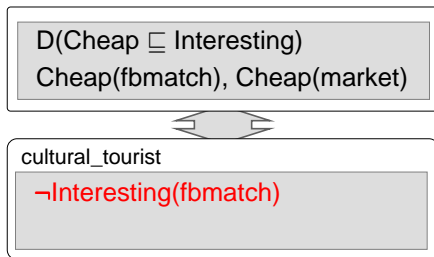 D(Cheap ⊑ Interesting)
Cheap(fbmatch), Cheap(market)
cultural_tourist
¬Interesting(fbmatch)